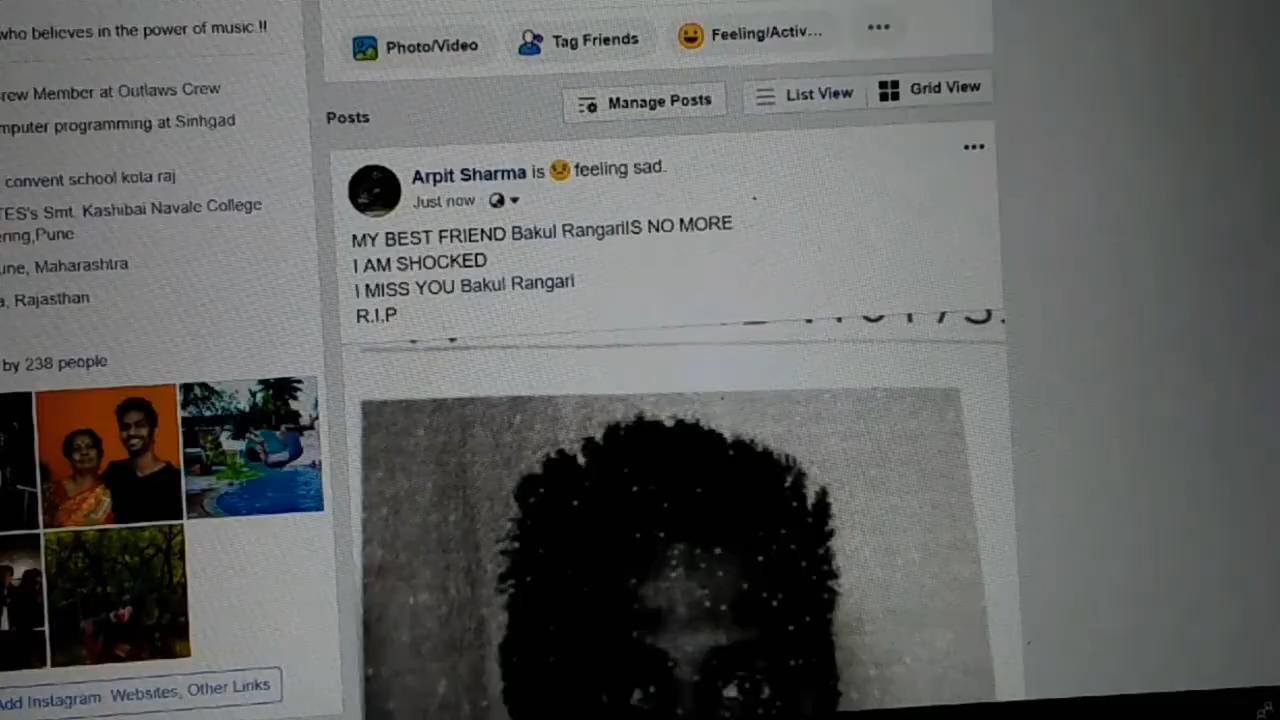 who believes in the power of music !!
rew Member at Outlaws Crew
mputer programming at Sinhgad
convent school kota raj
TES's Smt. Kashibai Navale College
ering,Pune
une, Maharashtra
a, Rajasthan
by 238 people
Add Instagram, Websites, Other Links
Photo/Video
Tag Friends
Feeling/Activ...
Posts
Manage Posts
List View
Grid View
Arpit Sharma is feeling sad.
Just now
MY BEST FRIEND Bakul RangariIS NO MORE
I AM SHOCKED
I MISS YOU Bakul Rangari
R.I.P